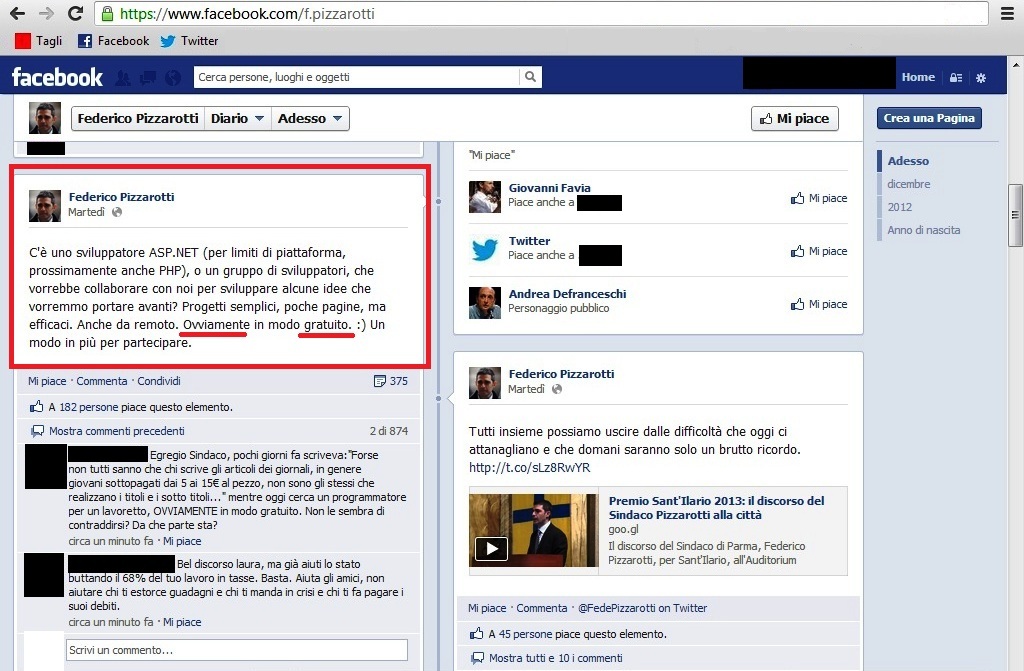 https://www.facebook.com/f.pizzarotti
Tagli
Facebook
Twitter
facebook
Cerca persone, luoghi e oggetti
Home
Federico Pizzarotti
Diario
Adesso
Mi piace
Crea una Pagina
Adesso
dicembre
2012
Anno di nascita
Federico Pizzarotti
Martedì
C'è uno sviluppatore ASP.NET (per limiti di piattaforma,
prossimamente anche PHP), o un gruppo di sviluppatori, che
vorrebbe collaborare con noi per sviluppare alcune idee che
vorremmo portare avanti? Progetti semplici, poche pagine, ma
efficaci. Anche da remoto. Ovviamente in modo gratuito. :) Un
modo in più per partecipare.
Mi piace · Commenta · Condividi
375
A 182 persone piace questo elemento.
Mostra commenti precedenti
2 di 874
Egregio Sindaco, pochi giorni fa scriveva:"Forse
non tutti sanno che chi scrive gli articoli dei giornali, in genere
giovani sottopagati dai 5 ai 15€ al pezzo, non sono gli stessi che
realizzano i titoli e i sotto titoli..." mentre oggi cerca un programmatore
per un lavoretto, OVVIAMENTE in modo gratuito. Non le sembra di
contraddirsi? Da che parte sta?
circa un minuto fa · Mi piace
Bel discorso laura, ma già aiuti lo stato
buttando il 68% del tuo lavoro in tasse. Basta. Aiuta gli amici, non
aiutare chi ti estorce guadagni e chi ti manda in crisi e chi ti fa pagare i
suoi debiti.
circa un minuto fa · Mi piace
Scrivi un commento...
"Mi piace"
Giovanni Favia
Piace anche a
Mi piace
Twitter
Piace anche a
Mi piace
Andrea Defranceschi
Personaggio pubblico
Mi piace
Federico Pizzarotti
Martedì
Tutti insieme possiamo uscire dalle difficoltà che oggi ci
attanagliano e che domani saranno solo un brutto ricordo.
http://t.co/sLz8RwYR
Premio Sant'Ilario 2013: il discorso del
Sindaco Pizzarotti alla città
goo.gl
Il discorso del Sindaco di Parma, Federico
Pizzarotti, per Sant'Ilario, all'Auditorium
Mi piace · Commenta · @FedePizzarotti on Twitter
A 45 persone piace questo elemento.
Mostra tutti e 10 i commenti